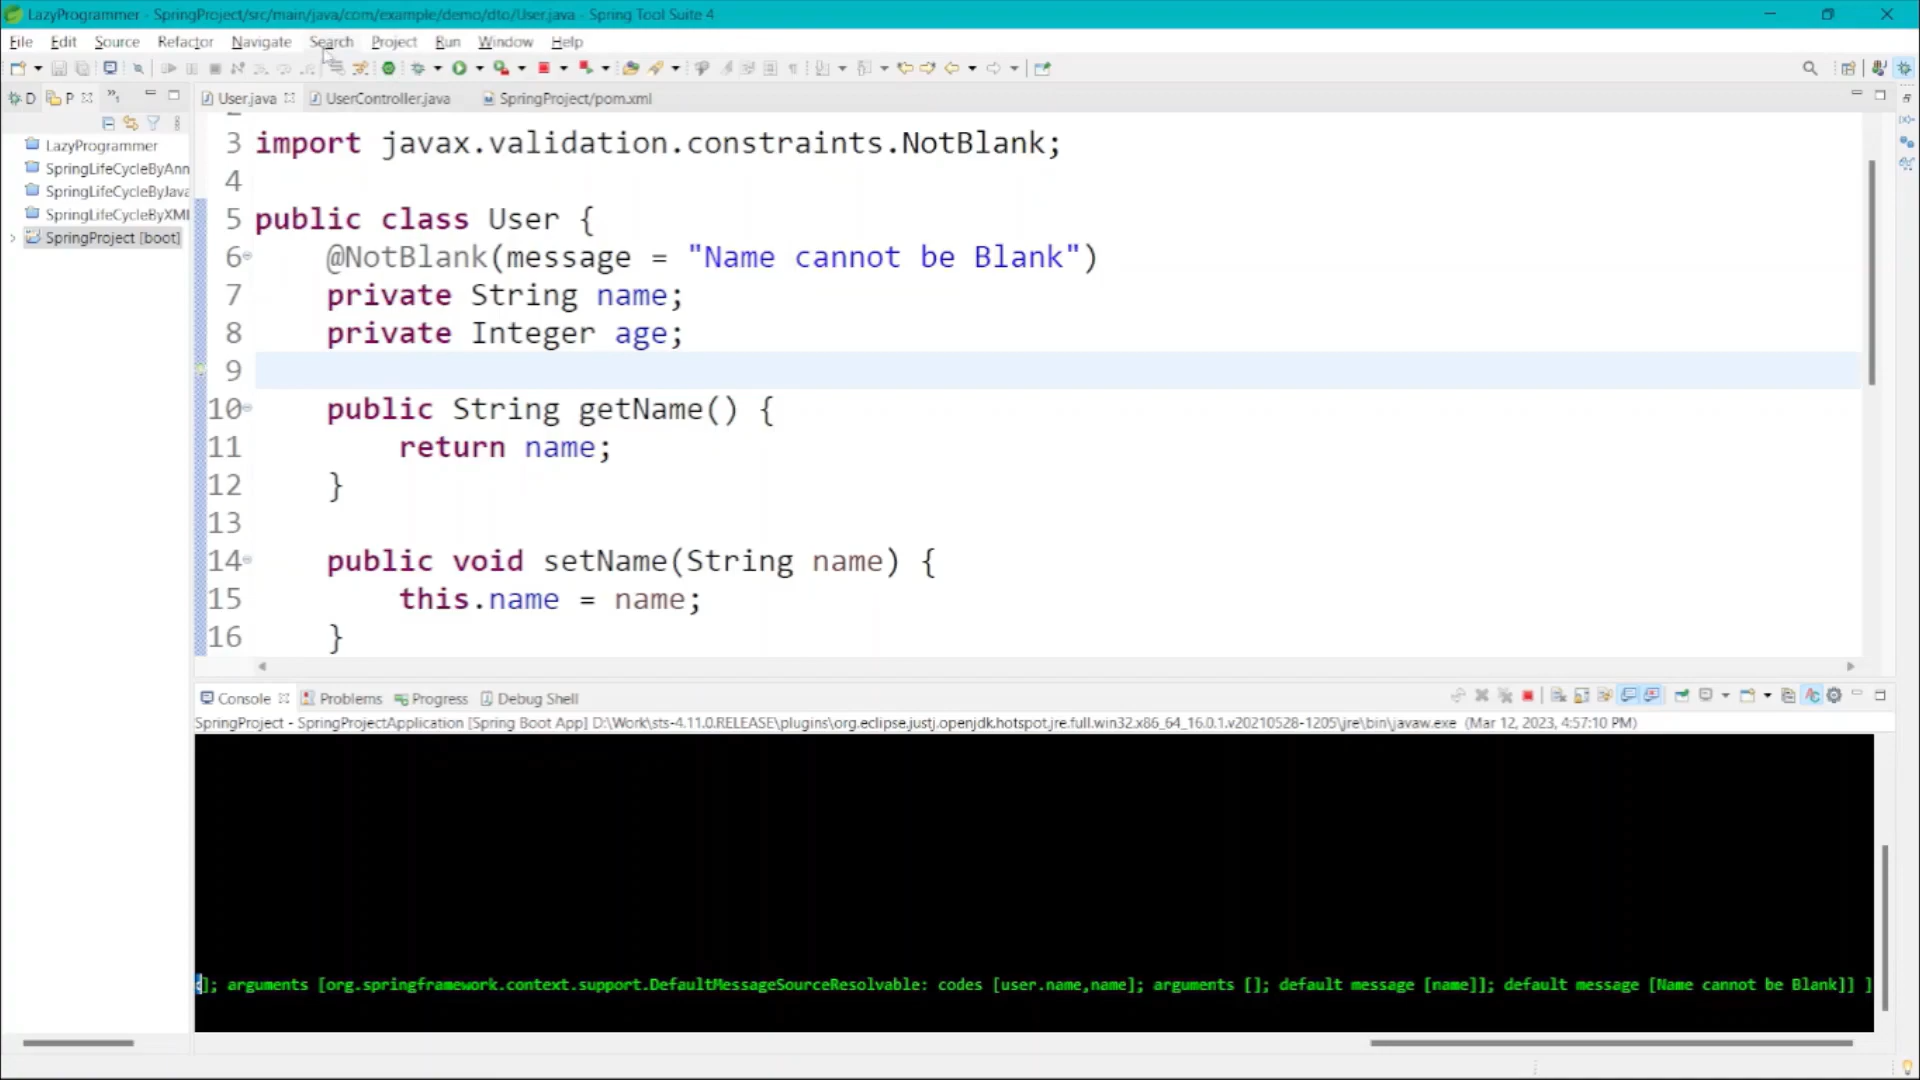 LazyProgrammer - SpringProject/src/main/java/com/example/demo/dto/User.java - Spring Tool Suite 4
File Edit Source Refactor Navigate Search Project Run Window Help
D P User.java UserController.java SpringProject/pom.xml
LazyProgrammer
SpringLifeCycleByAnn
SpringLifeCycleByJava
SpringLifeCycleByXMl
SpringProject [boot]
3 import javax.validation.constraints.NotBlank;
4
5 public class User {
6 @NotBlank(message = "Name cannot be Blank")
7 private String name;
8 private Integer age;
9
10 public String getName() {
11 return name;
12 }
13
14 public void setName(String name) {
15 this.name = name;
16 }
Console Problems Progress Debug Shell
SpringProject - SpringProjectApplication [Spring Boot App] D:\Work\sts-4.11.0.RELEASE\plugins\org.eclipse.justj.openjdk.hotspot.jre.full.win32.x86_64_16.0.1.v20210528-1205\jre\bin\javaw.exe (Mar 12, 2023, 4:57:10 PM)
]; arguments [org.springframework.context.support.DefaultMessageSourceResolvable: codes [user.name,name]; arguments []; default message [name]]; default message [Name cannot be Blank]] ]